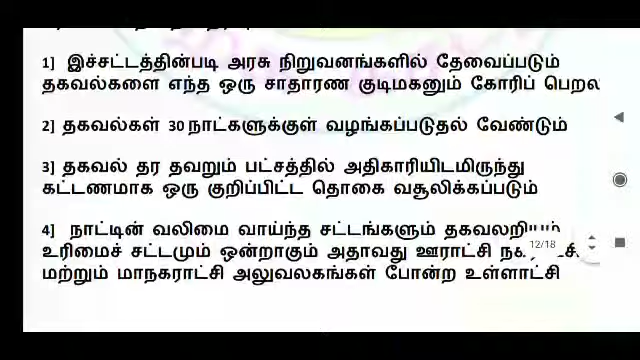 1] இச்சட்டத்தின்படி அரசு நிறுவனங்களில் தேவைப்படும்
தகவல்களை எந்த ஒரு சாதாரண குடிமகனும் கோரிப்
2] தகவல்கள் 30 நாட்களுக்குள் வழங்கப்படுதல் வேண்டும்
3] தகவல் தர தவறும் பட்சத்தில் அதிகாரியிடமிருந்து
கட்டணமாக ஒரு குறிப்பிட்ட தொகை வசூலிக்கப்படும்
4] நாட்டின் வலிமை வாய்ந்த சட்டங்களும் தகவலறியும்
உரிமைச் சட்டமும் ஒன்றாகும் அதாவது ஊராட்சி
12/18
மற்றும் மாநகராட்சி அலுவலகங்கள் போன்ற உள்ளாட்சி